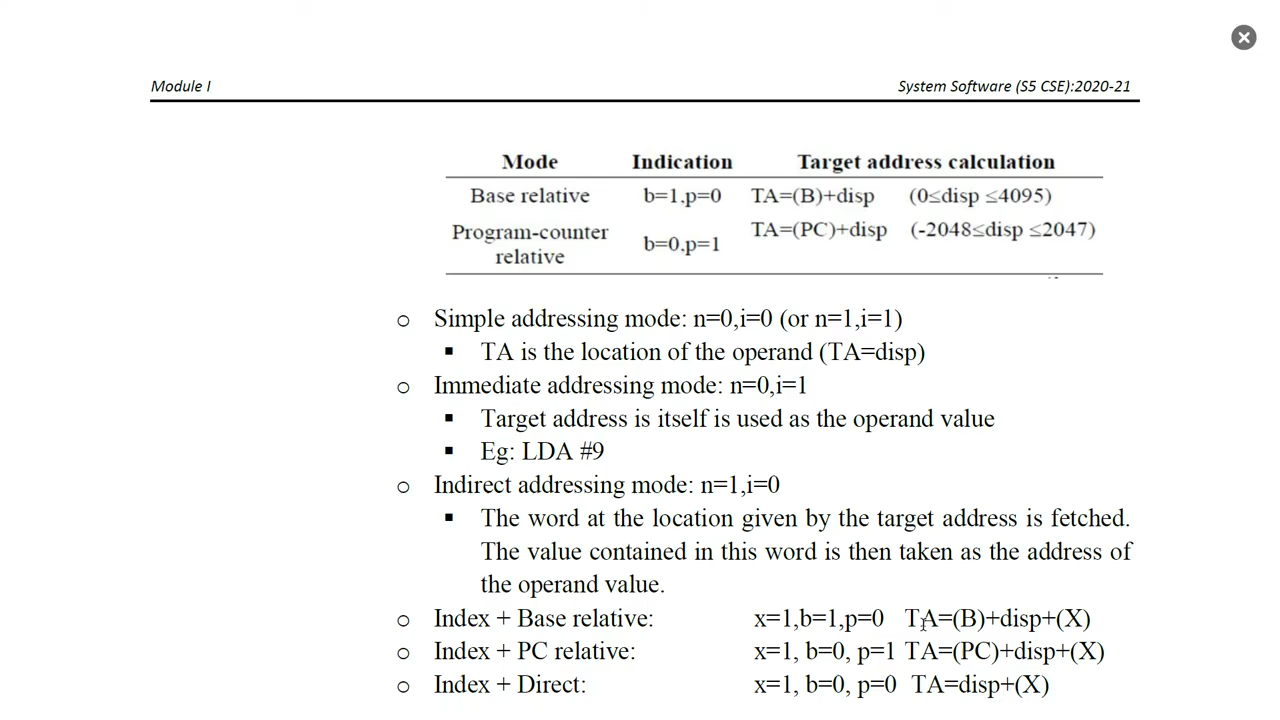 Module I System Software (S5 CSE):2020-21
Mode Indication Target address calculation
Base relative b=1,p=0 TA=(B)+disp (0≤disp ≤4095)
Program-counter relative b=0,p=1 TA=(PC)+disp (-2048≤disp ≤2047)
o Simple addressing mode: n=0,i=0 (or n=1,i=1)
▪ TA is the location of the operand (TA=disp)
o Immediate addressing mode: n=0,i=1
▪ Target address is itself is used as the operand value
▪ Eg: LDA #9
o Indirect addressing mode: n=1,i=0
▪ The word at the location given by the target address is fetched.
The value contained in this word is then taken as the address of
the operand value.
o Index + Base relative: x=1,b=1,p=0 TA=(B)+disp+(X)
o Index + PC relative: x=1, b=0, p=1 TA=(PC)+disp+(X)
o Index + Direct: x=1, b=0, p=0 TA=disp+(X)